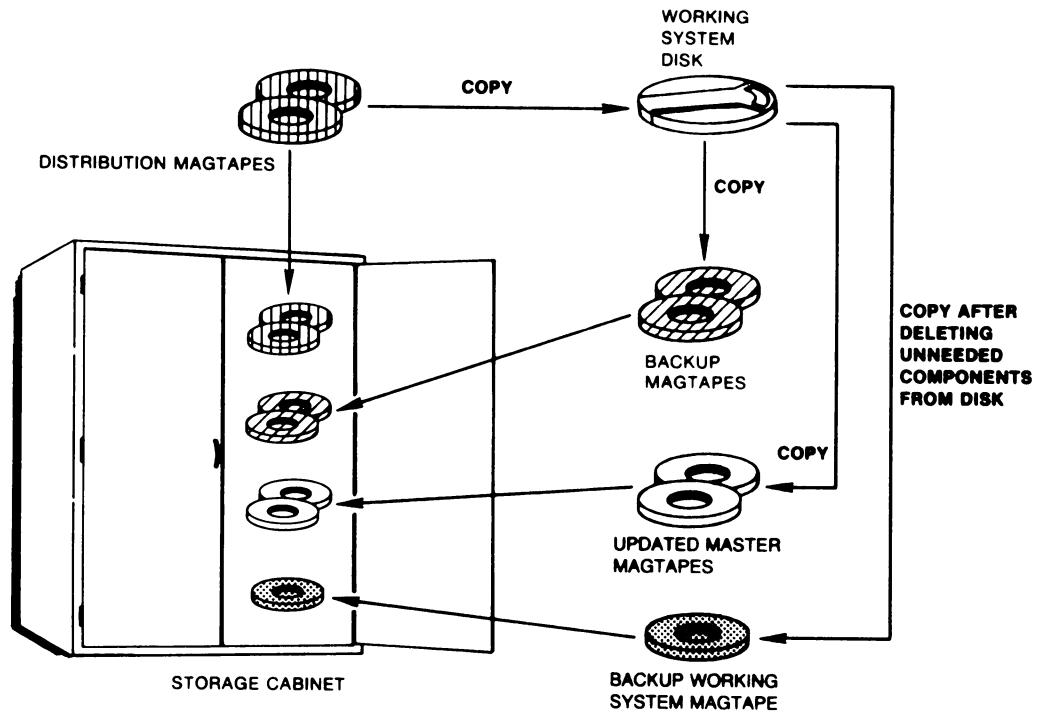 WORKING
SYSTEM
DISK
COPY
DISTRIBUTION MAGTAPES
COPY
BACKUP
MAGTAPES
COPY AFTER
DELETING
UNNEEDED
COMPONENTS
FROM DISK
COPY
UPDATED MASTER
MAGTAPES
STORAGE CABINET
BACKUP WORKING
SYSTEM MAGTAPE